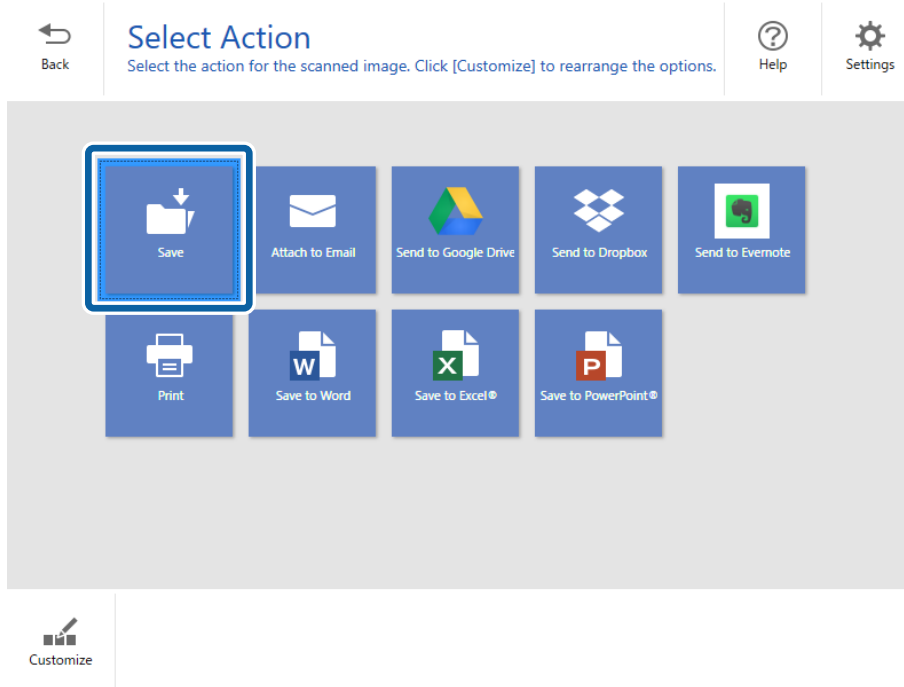 Back
Select Action
Select the action for the scanned image. Click [Customize] to rearrange the options.
Help
Settings
Save
Attach to Email
Send to Google Drive
Send to Dropbox
Send to Evernote
Print
W
Save to Word
X
Save to Excel®
P
Save to PowerPoint®
Customize